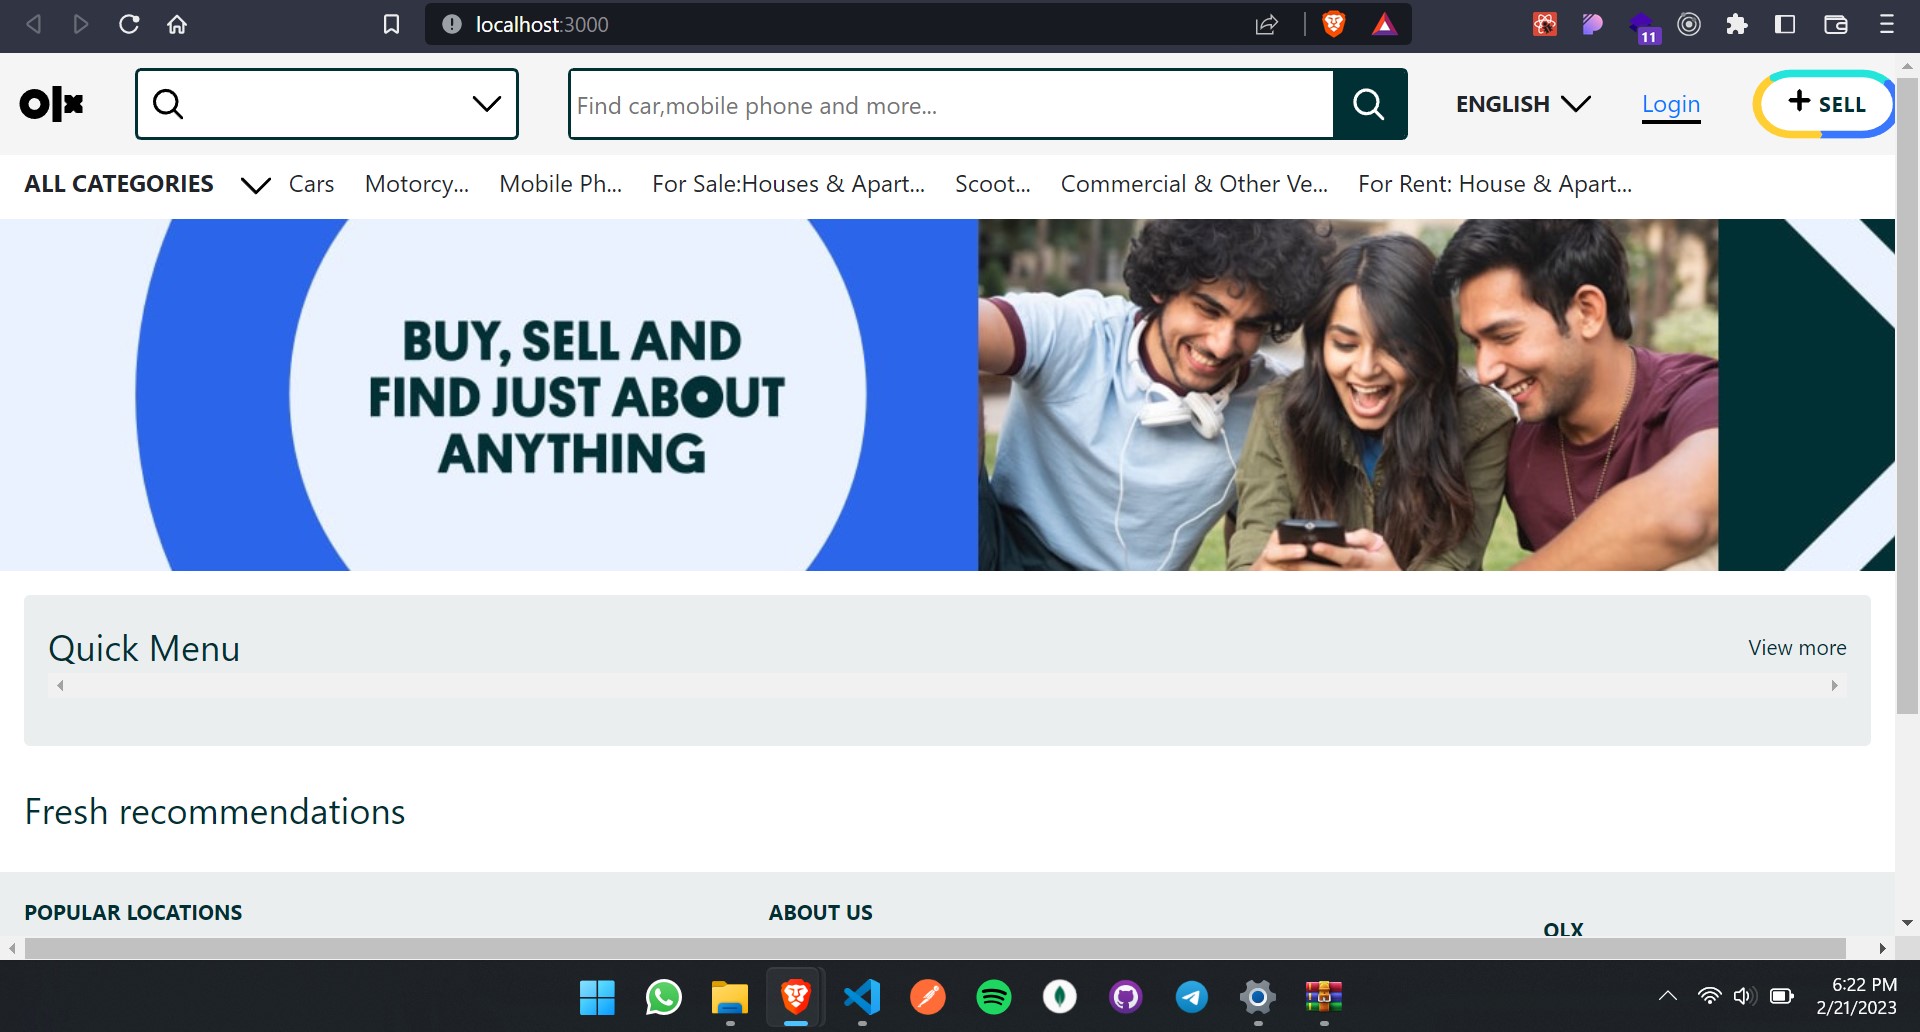 localhost:3000
11
olx
Find car,mobile phone and more...
ENGLISH
Login
+ SELL
ALL CATEGORIES
Cars
Motorcy...
Mobile Ph...
For Sale:Houses & Apart...
Scoot...
Commercial & Other Ve...
For Rent: House & Apart...
BUY, SELL AND
FIND JUST ABOUT
ANYTHING
Quick Menu
View more
Fresh recommendations
POPULAR LOCATIONS
ABOUT US
OLX
6:22 PM
2/21/2023